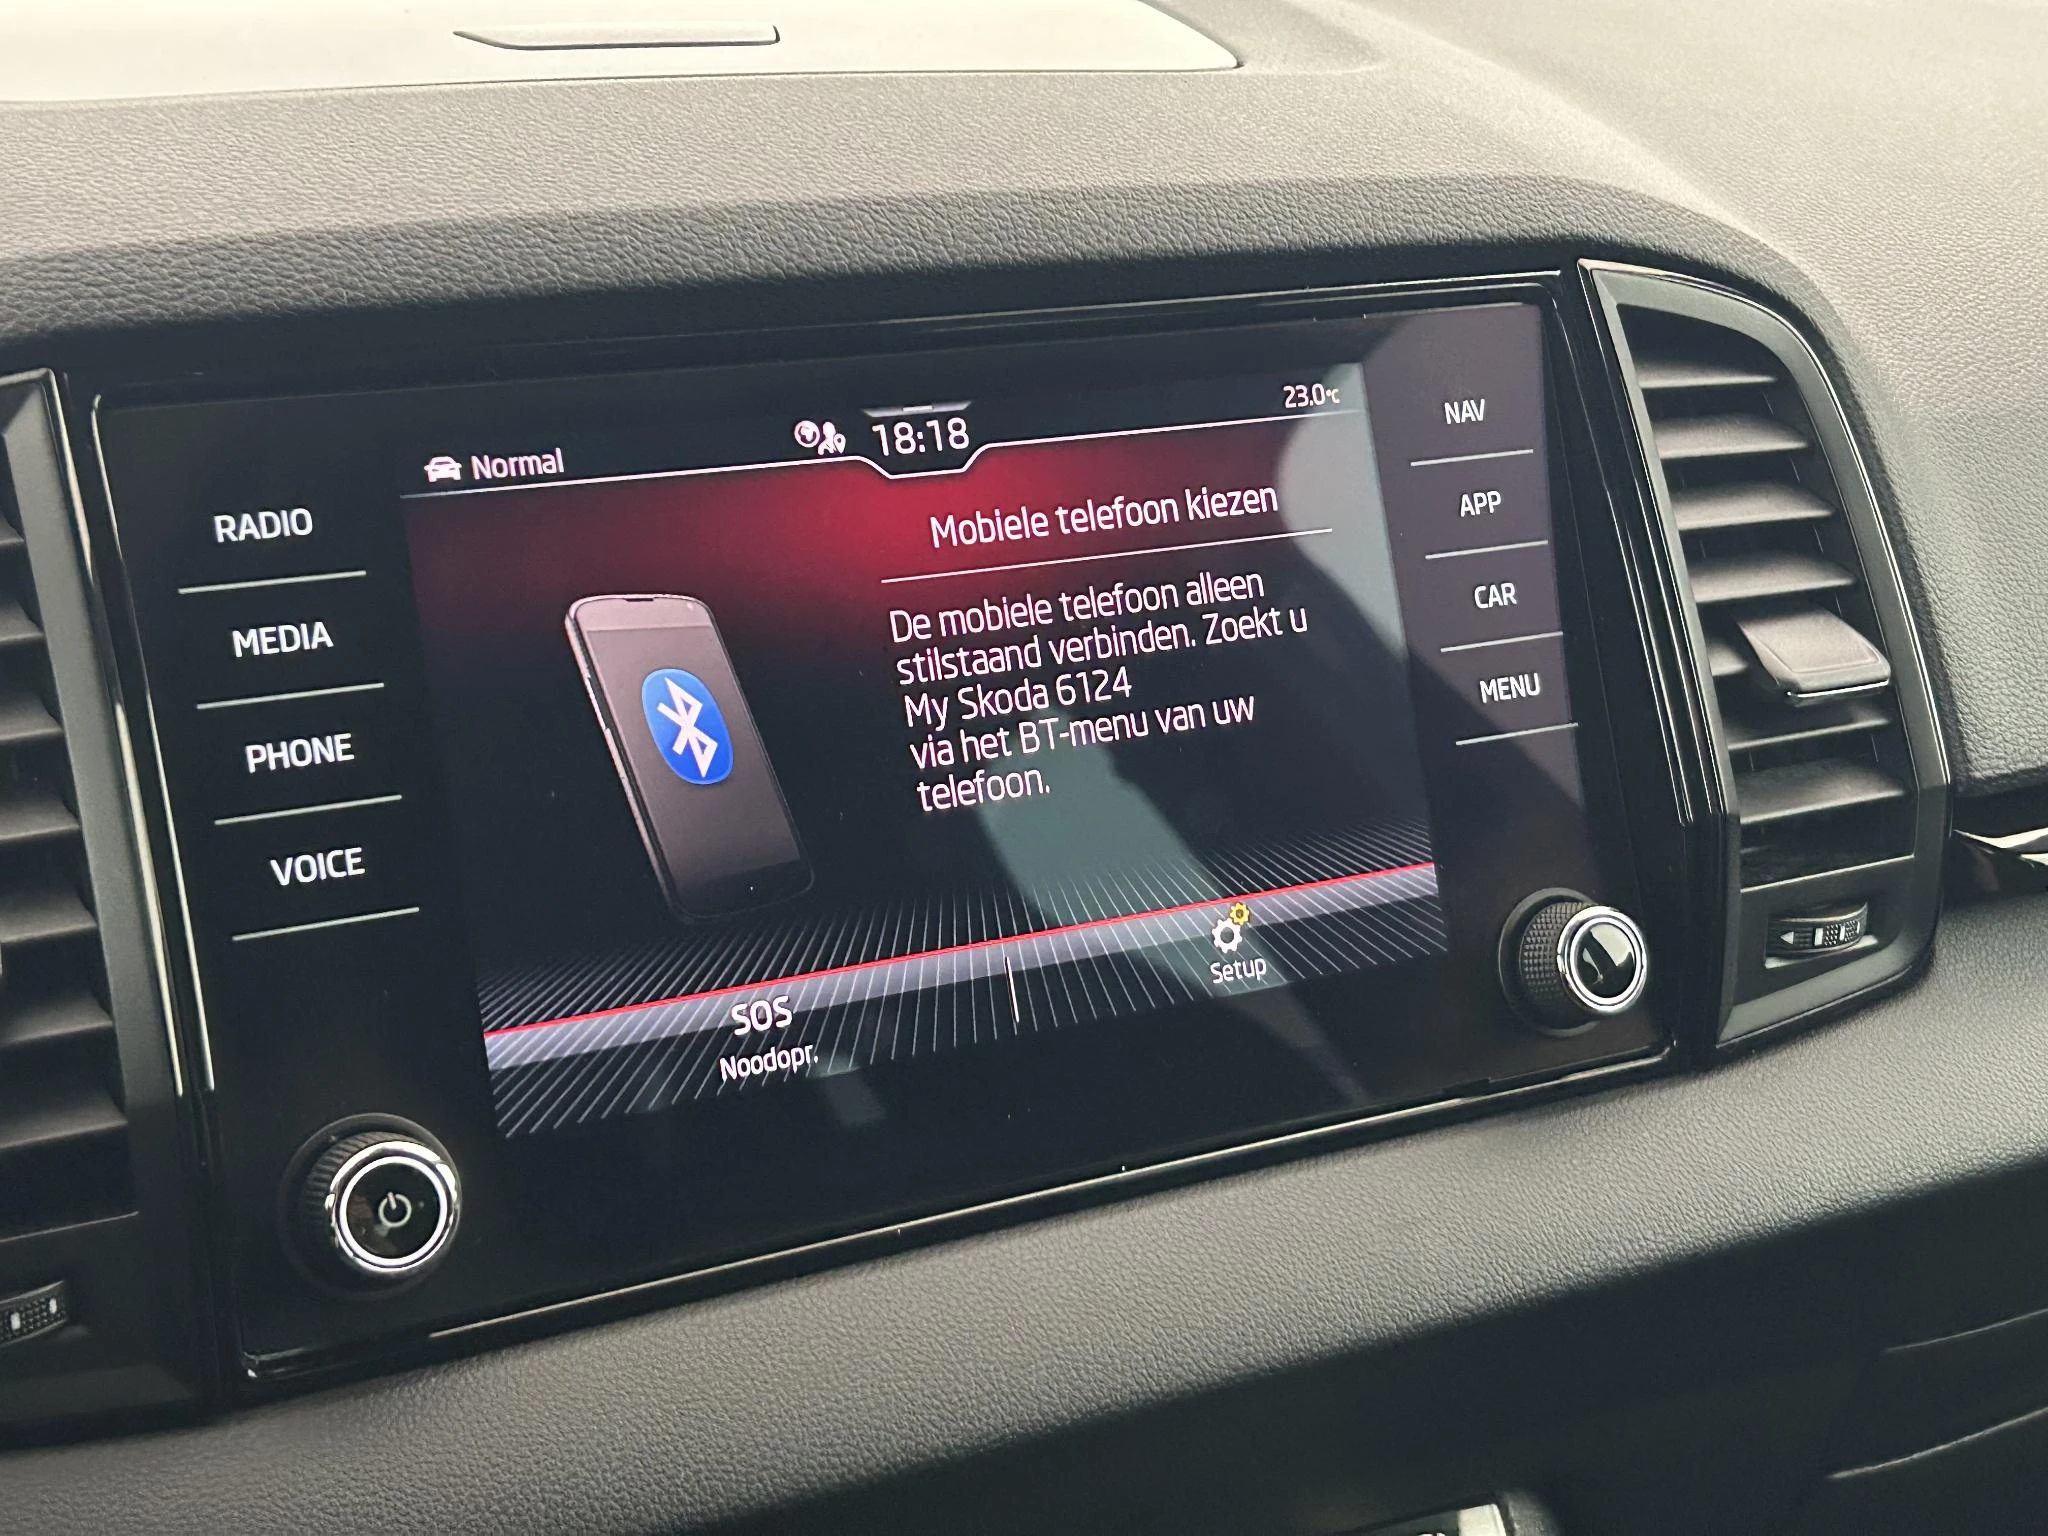 Normal
18:18
23.0°C
RADIO
MEDIA
PHONE
VOICE
Mobiele telefoon kiezen
De mobiele telefoon alleen
stilstaand verbinden. Zoekt u
My Skoda 6124
via het BT-menu van uw
telefoon.
SOS
Noodopr.
Setup
NAV
APP
CAR
MENU